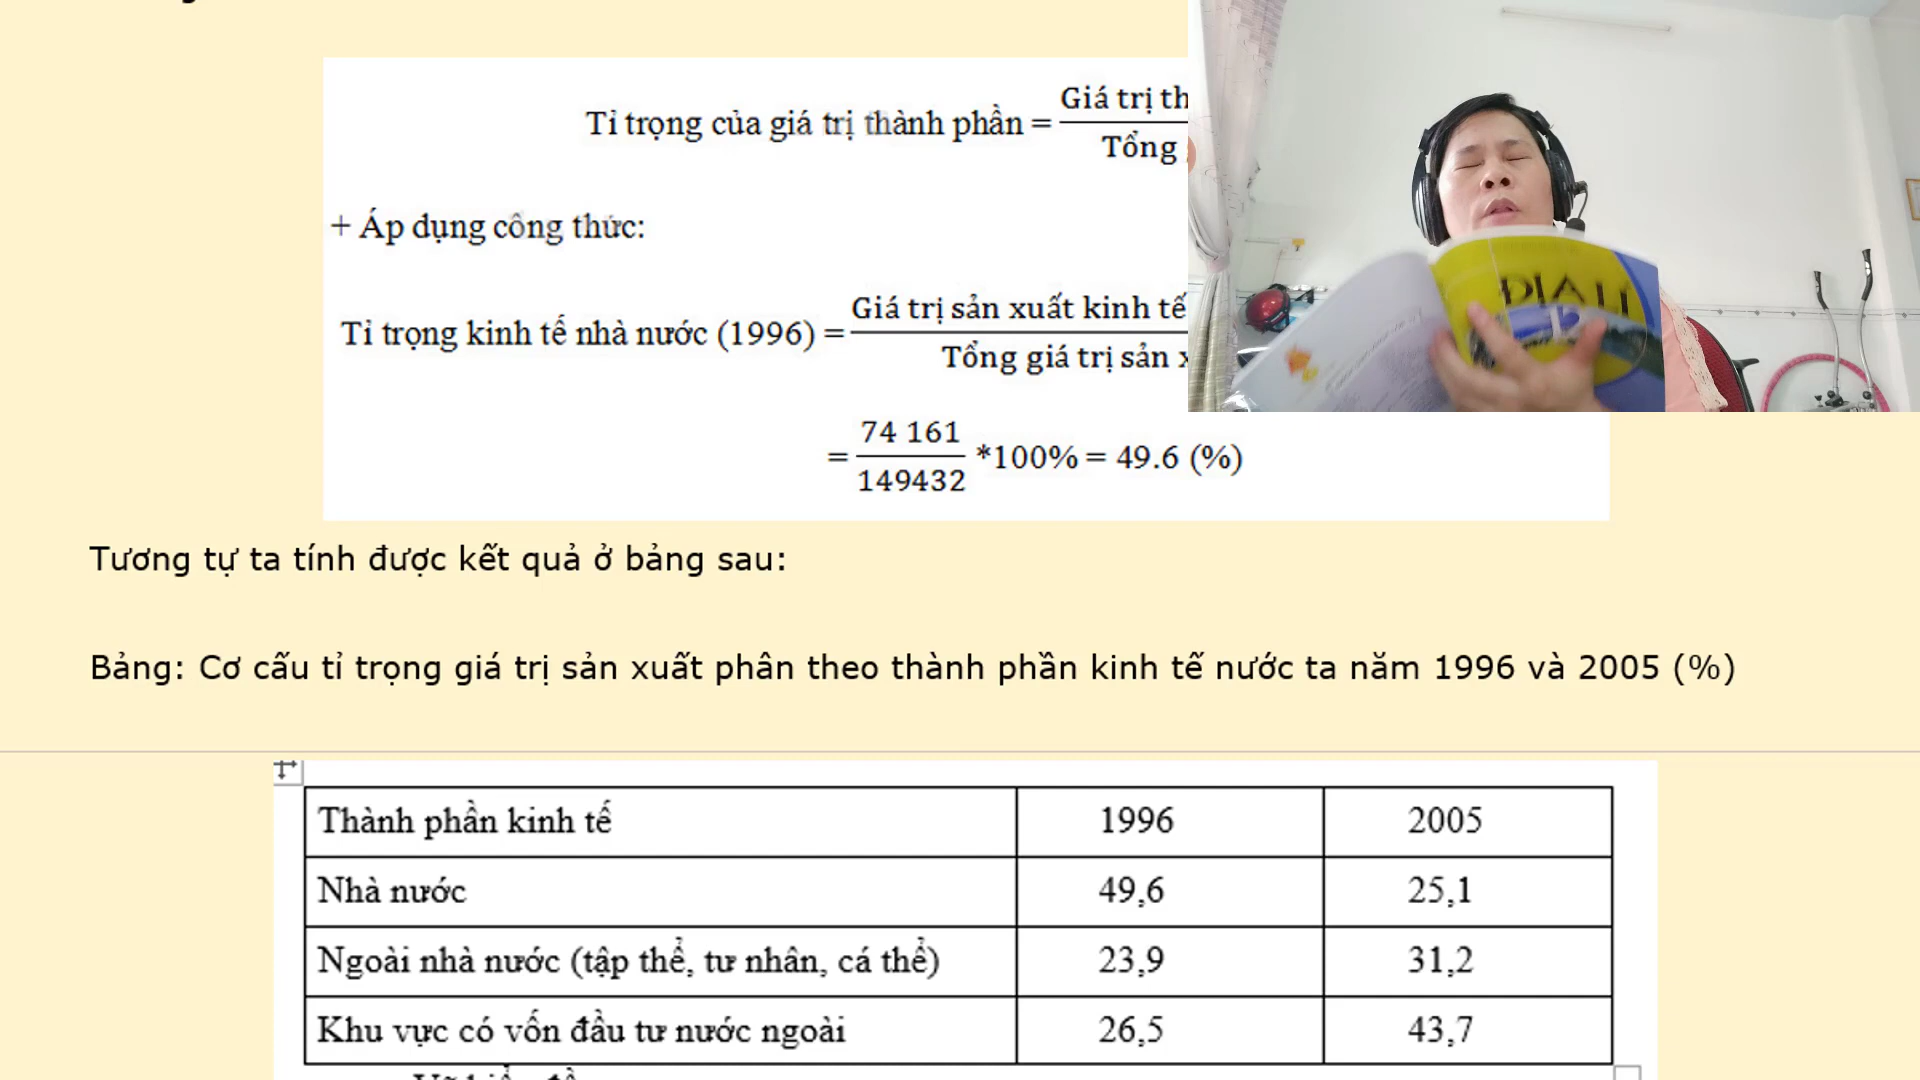 Tỉ trọng của giá trị thành phần = Giá trị th
Tổng
+ Áp dụng công thức:
Tỉ trọng kinh tế nhà nước (1996) = Giá trị sản xuất kinh tế
Tổng giá trị sản x
= 74 161
149432 *100% = 49.6 (%)
ĐỊA LÍ
Tương tự ta tính được kết quả ở bảng sau:
Bảng: Cơ cấu tỉ trọng giá trị sản xuất phân theo thành phần kinh tế nước ta năm 1996 và 2005 (%)
Thành phần kinh tế 1996 2005
Nhà nước 49,6 25,1
Ngoài nhà nước (tập thể, tư nhân, cá thể) 23,9 31,2
Khu vực có vốn đầu tư nước ngoài 26,5 43,7